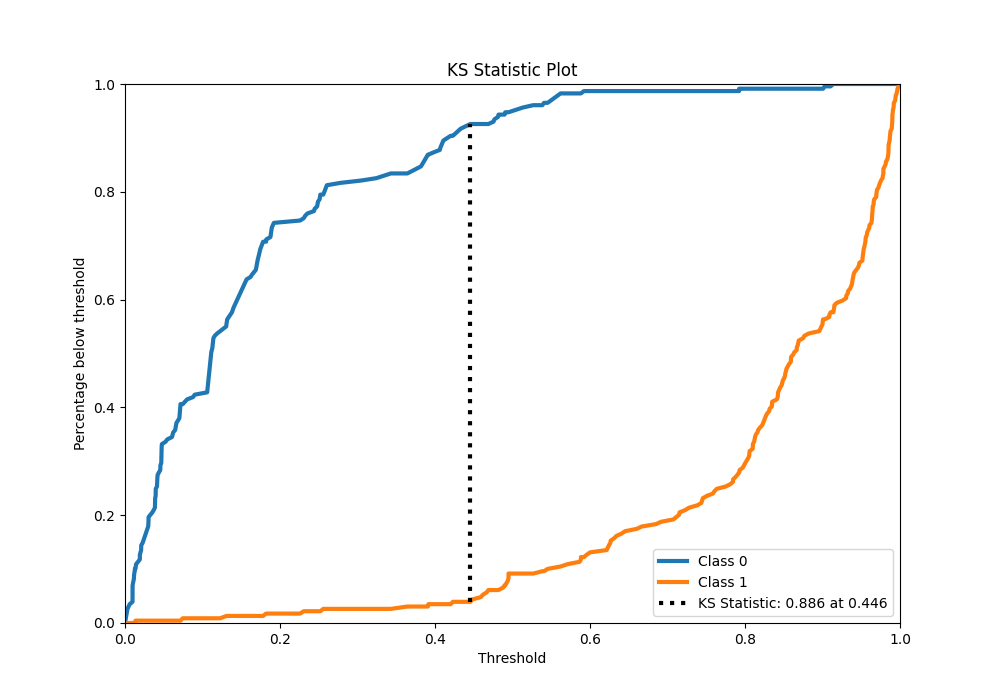 KS Statistic Plot
1.0
0.8
0.6
0.4
0.2
0.0
Percentage below threshold
0.0 0.2 0.4 0.6 0.8 1.0
Threshold
Class 0
Class 1
KS Statistic: 0.886 at 0.446